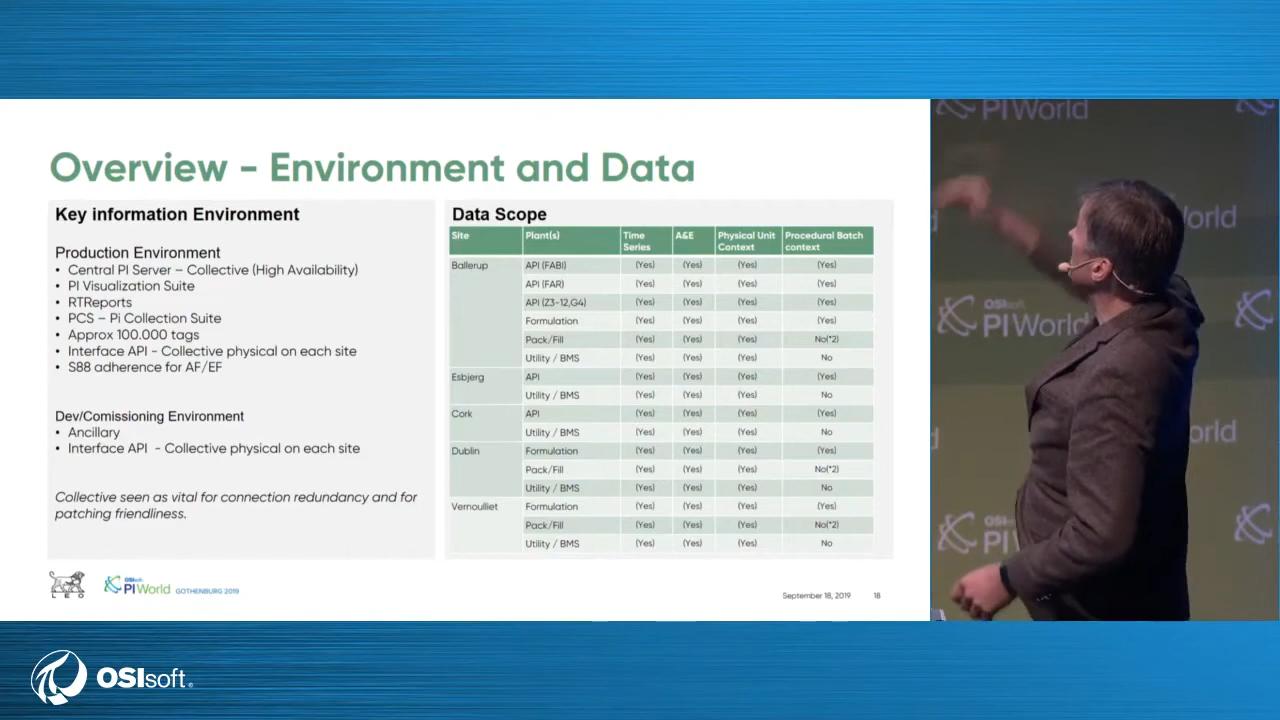 Overview - Environment and Data
Key information Environment
Production Environment
• Central PI Server – Collective (High Availability)
• PI Visualization Suite
• RTReports
• PCS – Pi Collection Suite
• Approx 100.000 tags
• Interface API - Collective physical on each site
• S88 adherence for AF/EF
Dev/Comissioning Environment
• Ancillary
• Interface API - Collective physical on each site
Collective seen as vital for connection redundancy and for
patching friendliness.
Data Scope
Site Plant(s) Time Series A&E Physical Unit Context Procedural Batch context
Ballerup API (FABI) (Yes) (Yes) (Yes) (Yes)
API (FAR) (Yes) (Yes) (Yes) (Yes)
API (Z3-12,G4) (Yes) (Yes) (Yes) (Yes)
Formulation (Yes) (Yes) (Yes) (Yes)
Pack/Fill (Yes) (Yes) (Yes) No(*2)
Utility / BMS (Yes) (Yes) (Yes) No
Esbjerg API (Yes) (Yes) (Yes) (Yes)
Utility / BMS (Yes) (Yes) (Yes) No
Cork API (Yes) (Yes) (Yes) (Yes)
Utility / BMS (Yes) (Yes) (Yes) No
Dublin Formulation (Yes) (Yes) (Yes) (Yes)
Pack/Fill (Yes) (Yes) (Yes) No(*2)
Utility / BMS (Yes) (Yes) (Yes) No
Vernoulliet Formulation (Yes) (Yes) (Yes) (Yes)
Pack/Fill (Yes) (Yes) (Yes) No(*2)
Utility / BMS (Yes) (Yes) (Yes) No
LEO
OSIsoft.
PI World GOTHENBURG 2019
September 18, 2019 18
PI World
orld
OSIsoft
PI World
orld
OSI
PI
OSIsoft.